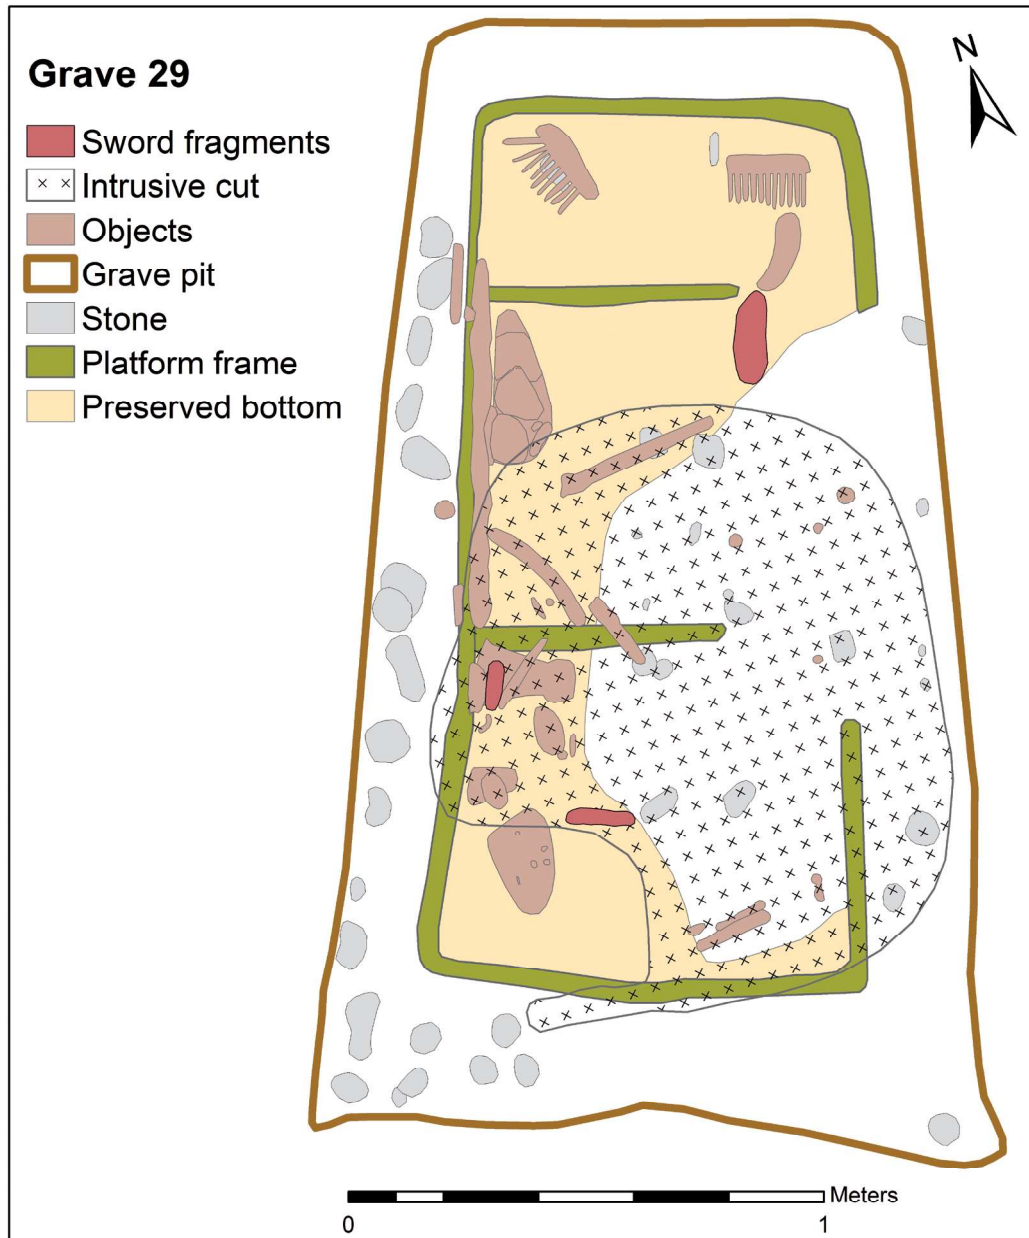 Grave 29
N
Sword fragments
Intrusive cut
Objects
Grave pit
Stone
Platform frame
Preserved bottom
Meters
0 1